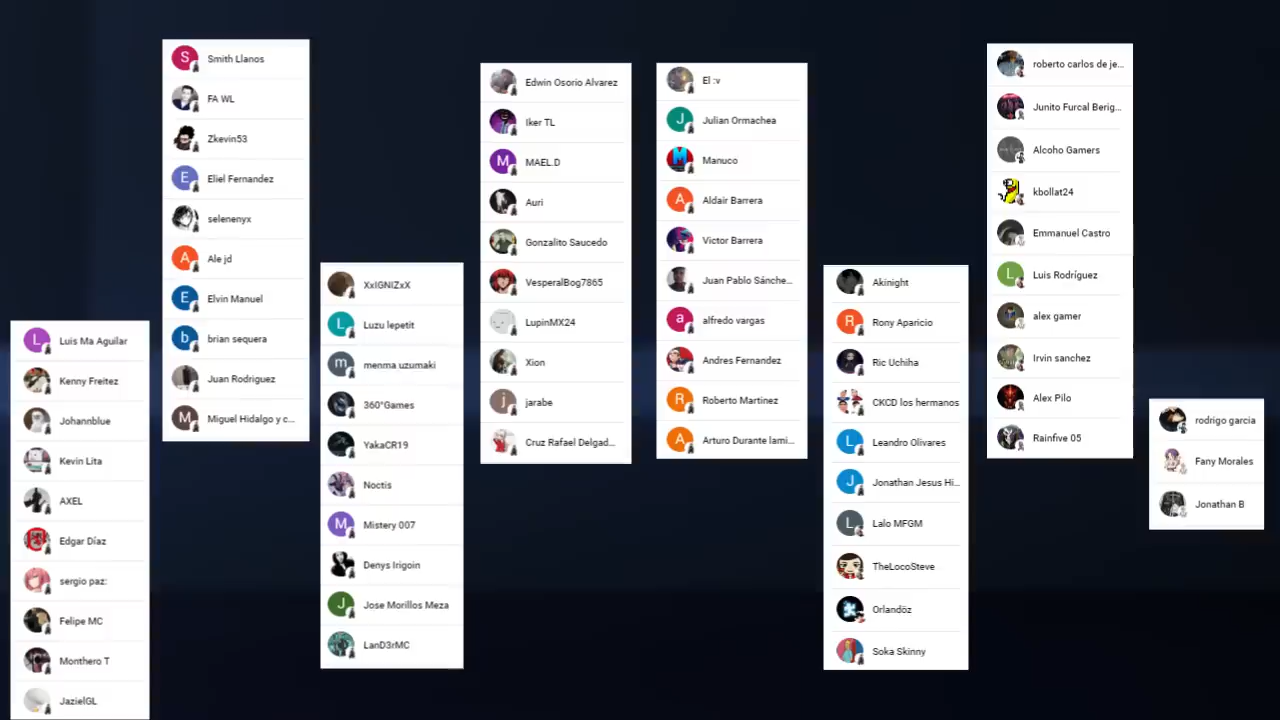 Luis Ma Aguilar
Kenny Freitez
Johannblue
Kevin Lita
AXEL
Edgar Díaz
sergio paz:
Felipe MC
Monthero T
JazielGL
Smith Llanos
FA WL
Zkevin53
Eliel Fernandez
selenenyx
Ale jd
Elvin Manuel
brian sequera
Juan Rodriguez
Miguel Hidalgo y c...
XxIGNIZxX
Luzu lepetit
menma uzumaki
360°Games
YakaCR19
Noctis
Mistery 007
Denys Irigoin
Jose Morillos Meza
LanD3rMC
Edwin Osorio Alvarez
Iker TL
MAEL.D
Auri
Gonzalito Saucedo
VesperalBog7865
LupinMX24
Xion
jarabe
Cruz Rafael Delgad...
El :v
Julian Ormachea
Manuco
Aldair Barrera
Victor Barrera
Juan Pablo Sánche...
alfredo vargas
Andres Fernandez
Roberto Martinez
Arturo Durante lami...
Akinight
Rony Aparicio
Ric Uchiha
CKCD los hermanos
Leandro Olivares
Jonathan Jesus Hi...
Lalo MFGM
TheLocoSteve
Orlandöz
Soka Skinny
roberto carlos de je...
Junito Furcal Berig...
Alcoho Gamers
kbollat24
Emmanuel Castro
Luis Rodríguez
alex gamer
Irvin sanchez
Alex Pilo
Rainfive 05
rodrigo garcia
Fany Morales
Jonathan B